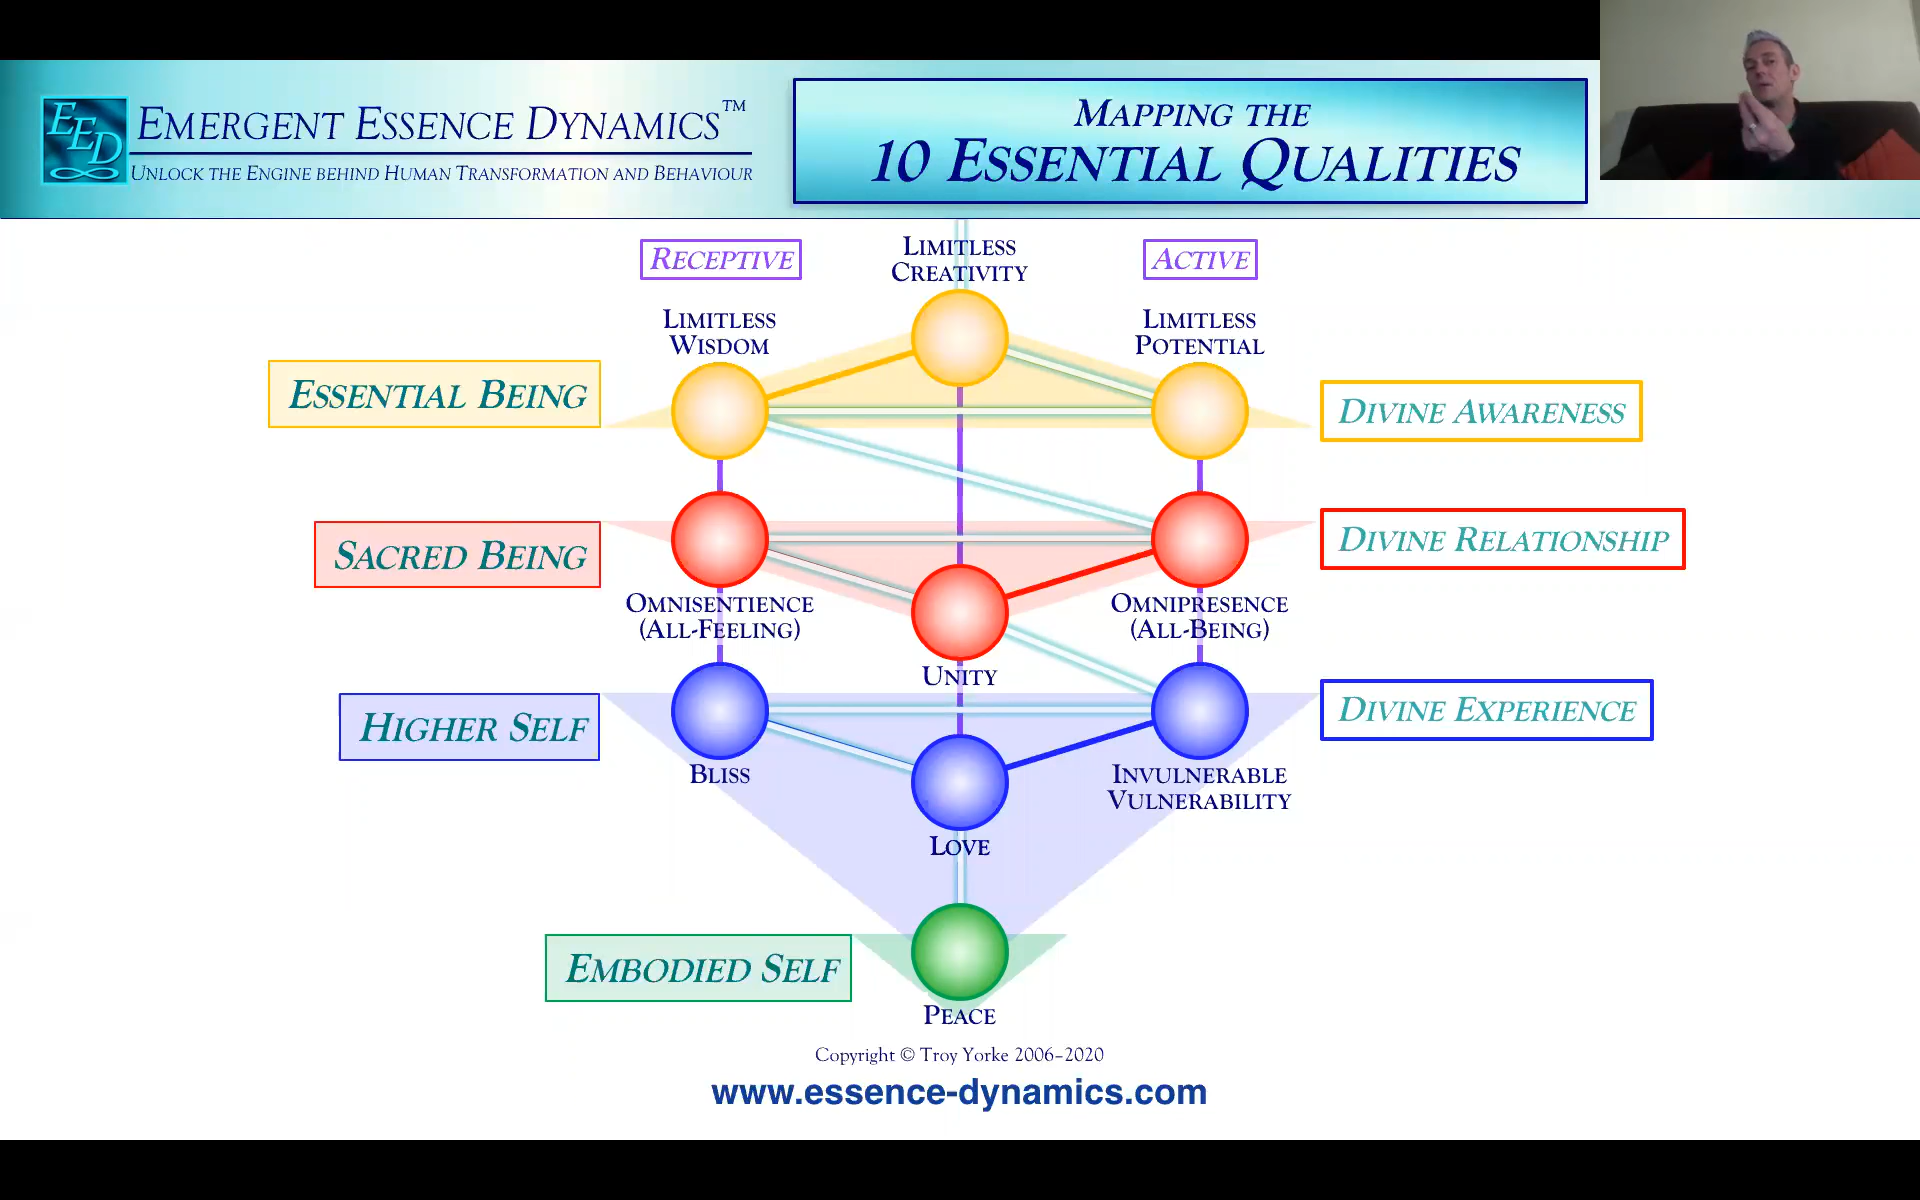 EED
EMERGENT ESSENCE DYNAMICS™
UNLOCK THE ENGINE BEHIND HUMAN TRANSFORMATION AND BEHAVIOUR
MAPPING THE
10 ESSENTIAL QUALITIES
RECEPTIVE
LIMITLESS
CREATIVITY
ACTIVE
LIMITLESS
WISDOM
LIMITLESS
POTENTIAL
ESSENTIAL BEING
DIVINE AWARENESS
SACRED BEING
DIVINE RELATIONSHIP
OMNISENTIENCE
(ALL-FEELING)
OMNIPRESENCE
(ALL-BEING)
UNITY
HIGHER SELF
DIVINE EXPERIENCE
BLISS
INVULNERABLE
VULNERABILITY
LOVE
EMBODIED SELF
PEACE
Copyright © Troy Yorke 2006-2020
www.essence-dynamics.com